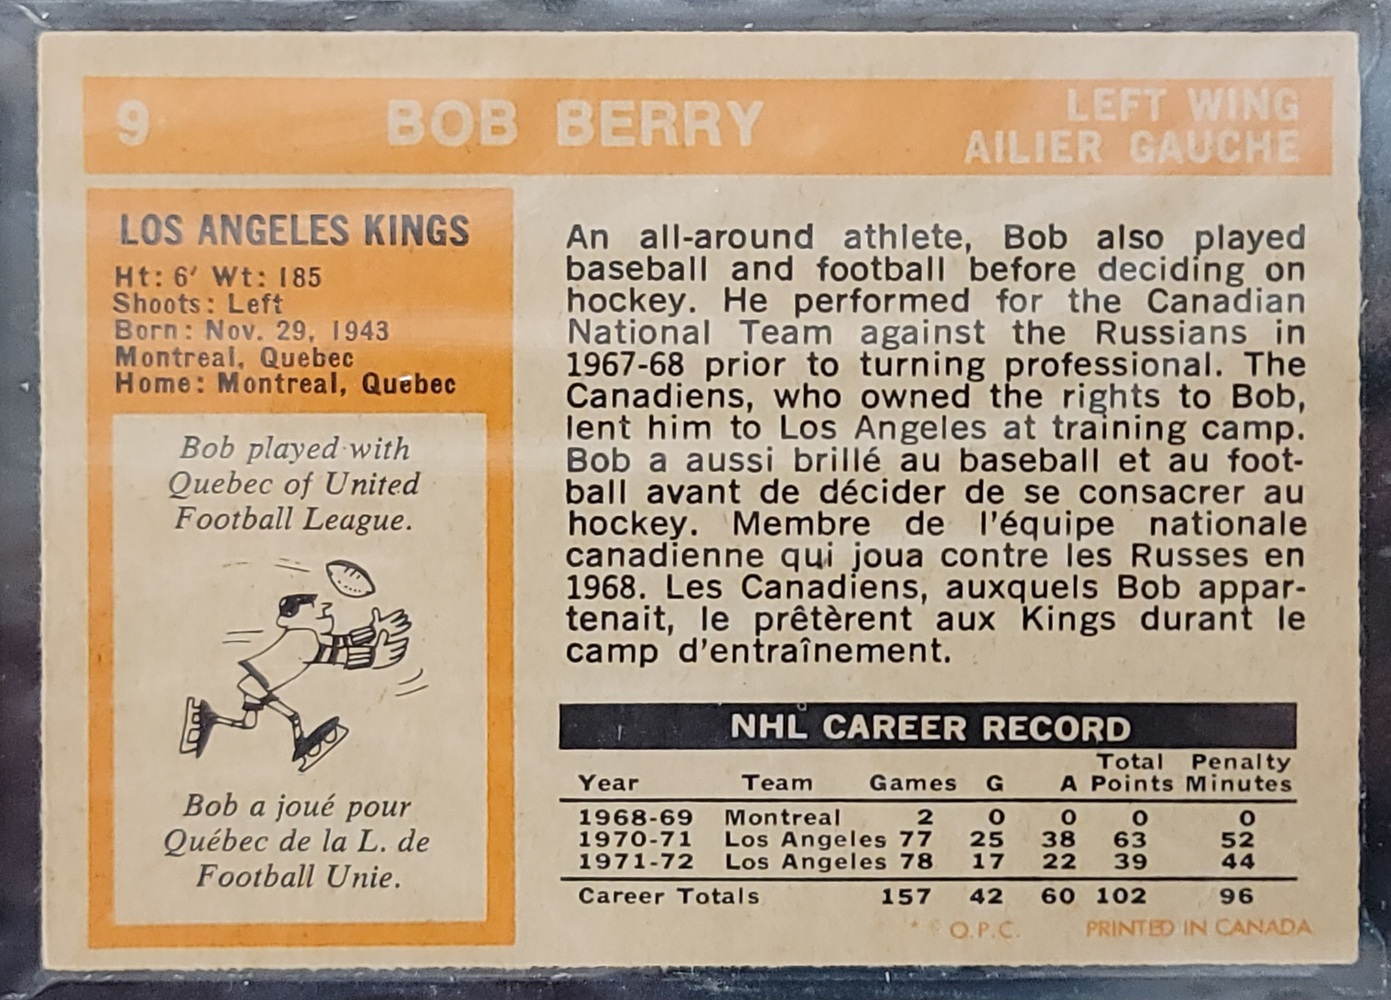 9 BOB BERRY LEFT WING
AILIER GAUCHE
LOS ANGELES KINGS
Ht: 6' Wt: 185
Shoots: Left
Born: Nov. 29, 1943
Montreal, Quebec
Home: Montreal, Quebec
Bob played with
Quebec of United
Football League.
Bob a joué pour
Québec de la L. de
Football Unie.
An all-around athlete, Bob also played
baseball and football before deciding on
hockey. He performed for the Canadian
National Team against the Russians in
1967-68 prior to turning professional. The
Canadiens, who owned the rights to Bob,
lent him to Los Angeles at training camp.
Bob a aussi brillé au baseball et au foot-
ball avant de décider de se consacrer au
hockey. Membre de l'équipe nationale
canadienne qui joua contre les Russes en
1968. Les Canadiens, auxquels Bob appar-
tenait, le prêtèrent aux Kings durant le
camp d'entraînement.
NHL CAREER RECORD
Year Team Games G A Total Points Penalty Minutes
1968-69 Montreal 2 0 0 0 0
1970-71 Los Angeles 77 25 38 63 52
1971-72 Los Angeles 78 17 22 39 44
Career Totals 157 42 60 102 96
* © O.P.C. PRINTED IN CANADA